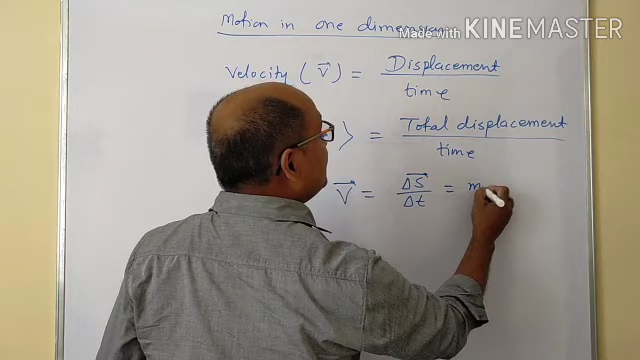 Motion in one dimension
Made with KINEMASTER
Velocity ( v⃗ ) = Displacement / time
⟩ = Total displacement / time
V⃗ = ΔS⃗ / Δt = m